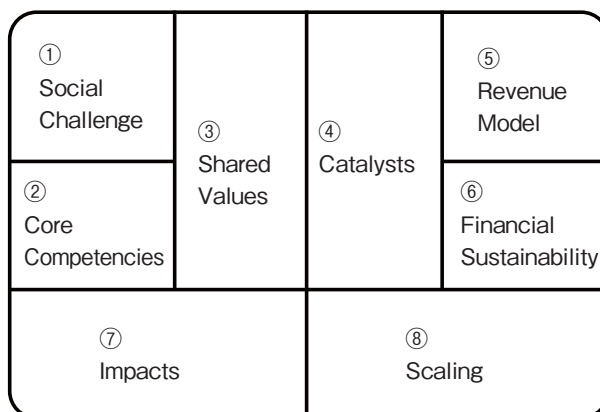 ①
Social
Challenge
②
Core
Competencies
③
Shared
Values
④
Catalysts
⑤
Revenue
Model
⑥
Financial
Sustainability
⑦
Impacts
⑧
Scaling